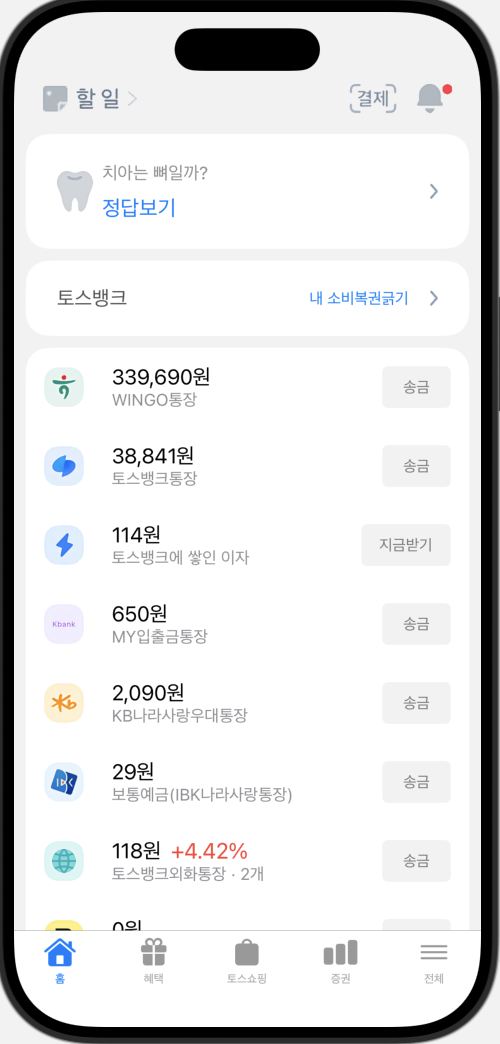 할 일
결제
치아는 뼈일까?
정답보기
토스뱅크
내 소비복권긁기
339,690원
WINGO통장
송금
38,841원
토스뱅크통장
송금
114원
토스뱅크에 쌓인 이자
지금받기
Kbank
650원
MY입출금통장
송금
2,090원
KB나라사랑우대통장
송금
IBK
29원
보통예금(IBK나라사랑통장)
송금
118원 +4.42%
토스뱅크외화통장 · 2개
송금
0원
홈
혜택
토스쇼핑
증권
전체